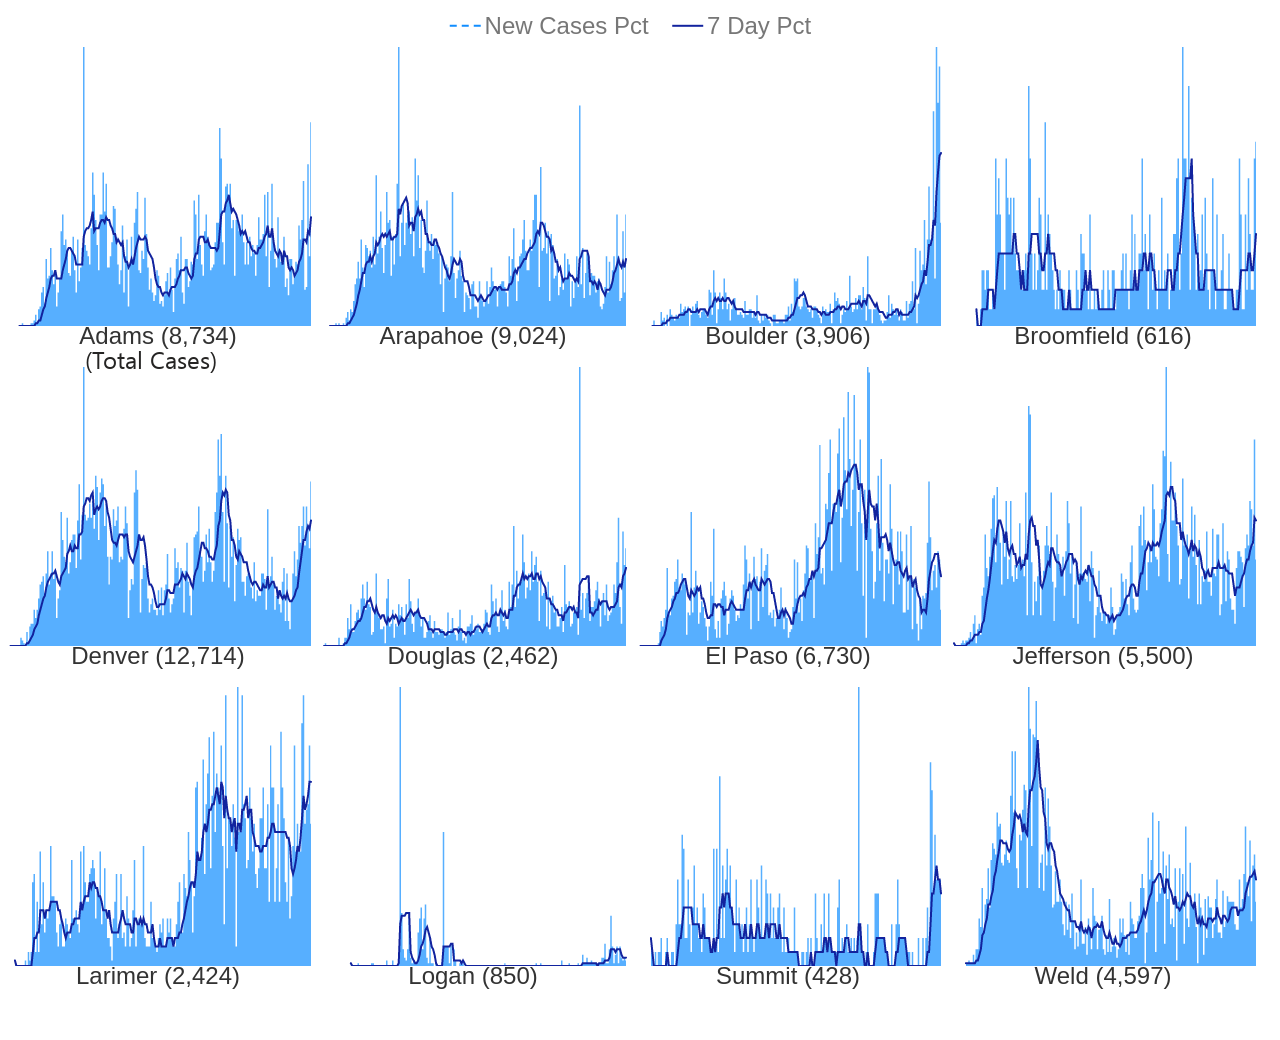 New Cases Pct 7 Day Pct
Adams (8,734) Arapahoe (9,024) Boulder (3,906) Broomfield (616)
(Total Cases)
Denver (12,714) Douglas (2,462) El Paso (6,730) Jefferson (5,500)
Larimer (2,424) Logan (850) Summit (428) Weld (4,597)